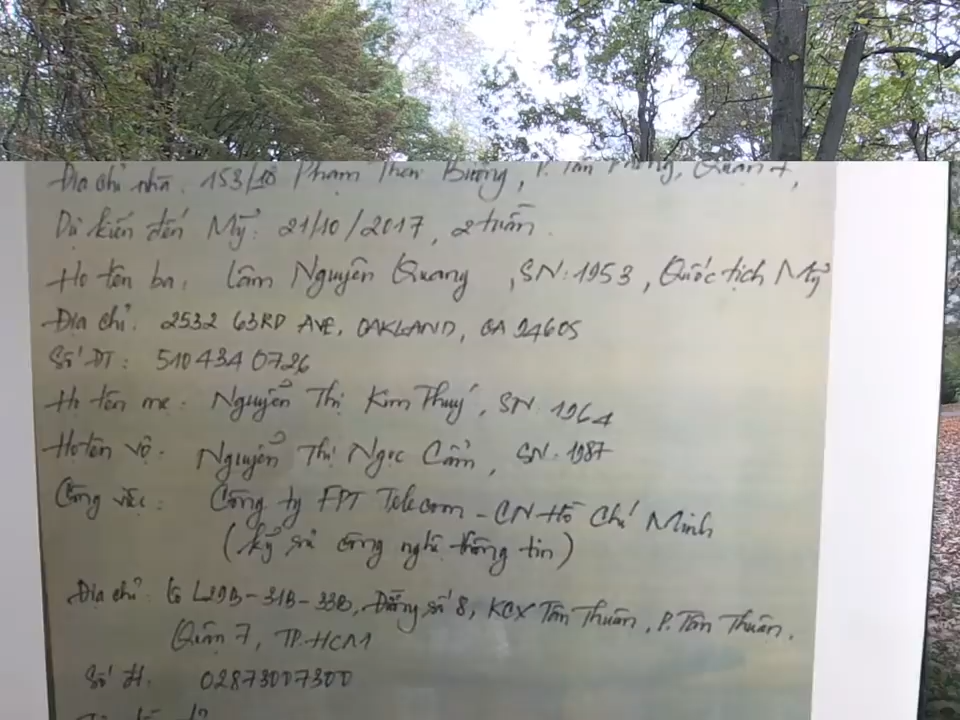 Địa chỉ nhà: 153/18 Phạm Bường, P. Tân Quận 7,
Dự kiến đến Mỹ: 21/10/2017, 2 tuần.
Họ tên ba: Lâm Nguyên Quang, SN: 1953, Quốc tịch Mỹ
Địa chỉ: 2532 63RD AVE, OAKLAND, CA 94605
Số ĐT: 510 434 0726
Họ tên mẹ: Nguyễn Thị Kim Thuý, SN: 1964
Họ tên vợ: Nguyễn Thị Ngọc Cẩm, SN: 1987
Công việc: Công ty FPT Telecom - CN Hồ Chí Minh
(kỹ sư công nghệ thông tin)
Địa chỉ: Lô L29B-31B-33B, Đường số 8, KCX Tân Thuận, P. Tân Thuận,
Quận 7, TP.HCM
Số đt: 02873007300